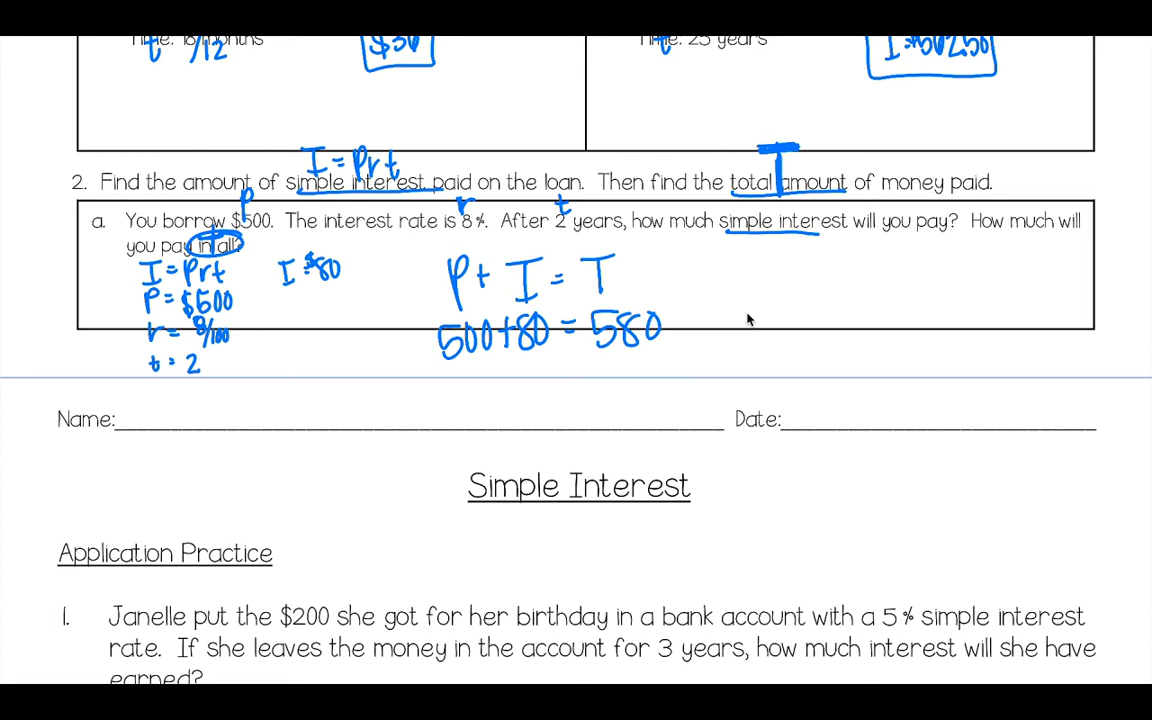 Time: 18 months
t /12
$36
Time: 25 years
t
I = Prt
T
2. Find the amount of simple interest paid on the loan. Then find the total amount of money paid.
P
r
t
a. You borrow $500. The interest rate is 8%. After 2 years, how much simple interest will you pay? How much will
you pay in all?
T
I = Prt
I = $80
P + I = T
P = $500
500 + 80 = 580
r = 8/100
t = 2
Name:
Date:
Simple Interest
Application Practice
1. Janelle put the $200 she got for her birthday in a bank account with a 5% simple interest
rate. If she leaves the money in the account for 3 years, how much interest will she have
earned?